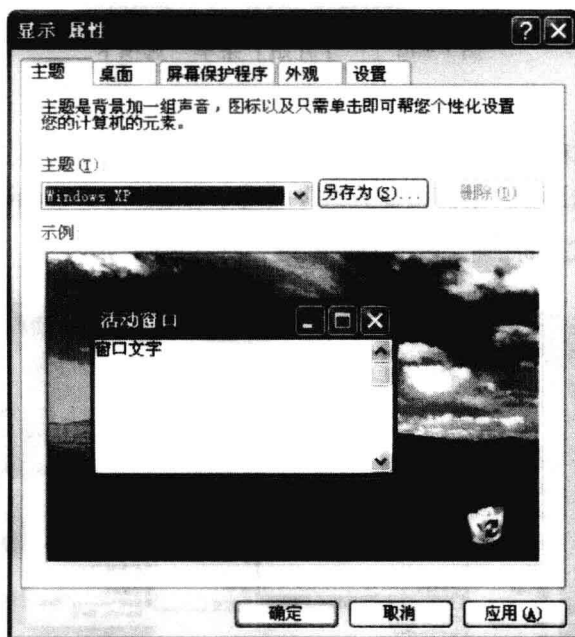 显示 属性
主题 桌面 屏幕保护程序 外观 设置
主题是背景加一组声音，图标以及只需单击即可帮您个性化设置
您的计算机的元素。
主题(T)
Windows XP 另存为(S)... 删除(D)
示例
活动窗口
窗口文字
确定 取消 应用(A)